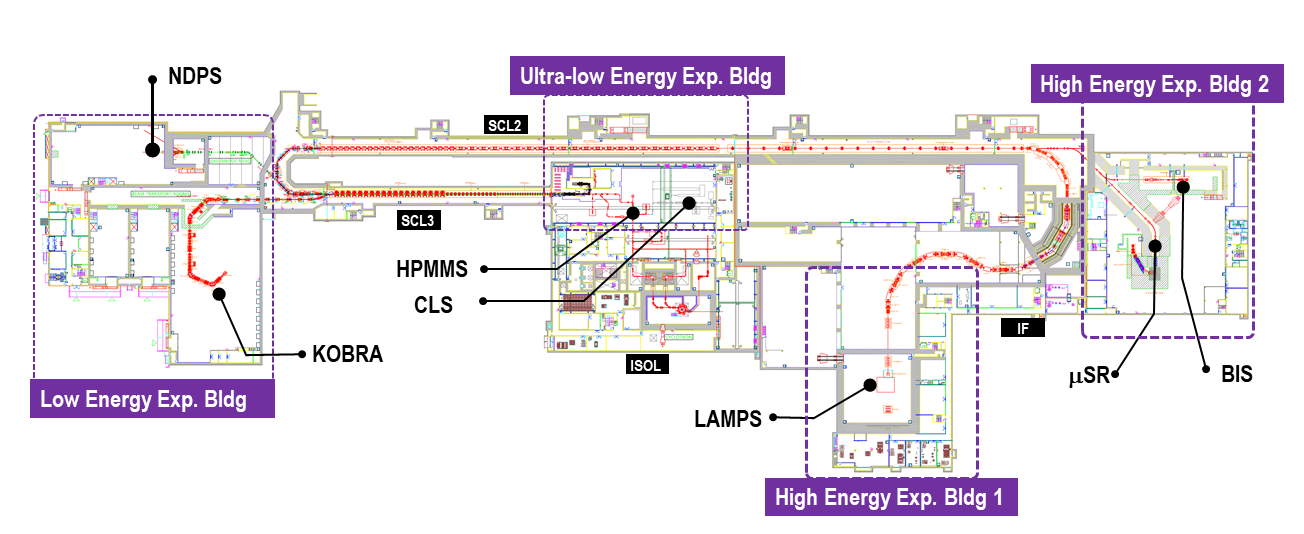 NDPS
Ultra-low Energy Exp. Bldg
High Energy Exp. Bldg 2
SCL2
SCL3
HPMMS
CLS
KOBRA
IF
ISOL
μSR
BIS
Low Energy Exp. Bldg
LAMPS
High Energy Exp. Bldg 1